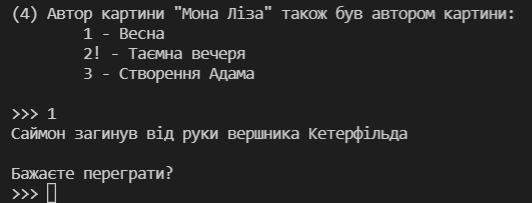 (4) Автор картини "Мона Ліза" також був автором картини:
1 - Весна
2! - Таємна вечеря
3 - Створення Адама
>>> 1
Саймон загинув від руки вершника Кетерфільда
Бажаєте переграти?
>>>